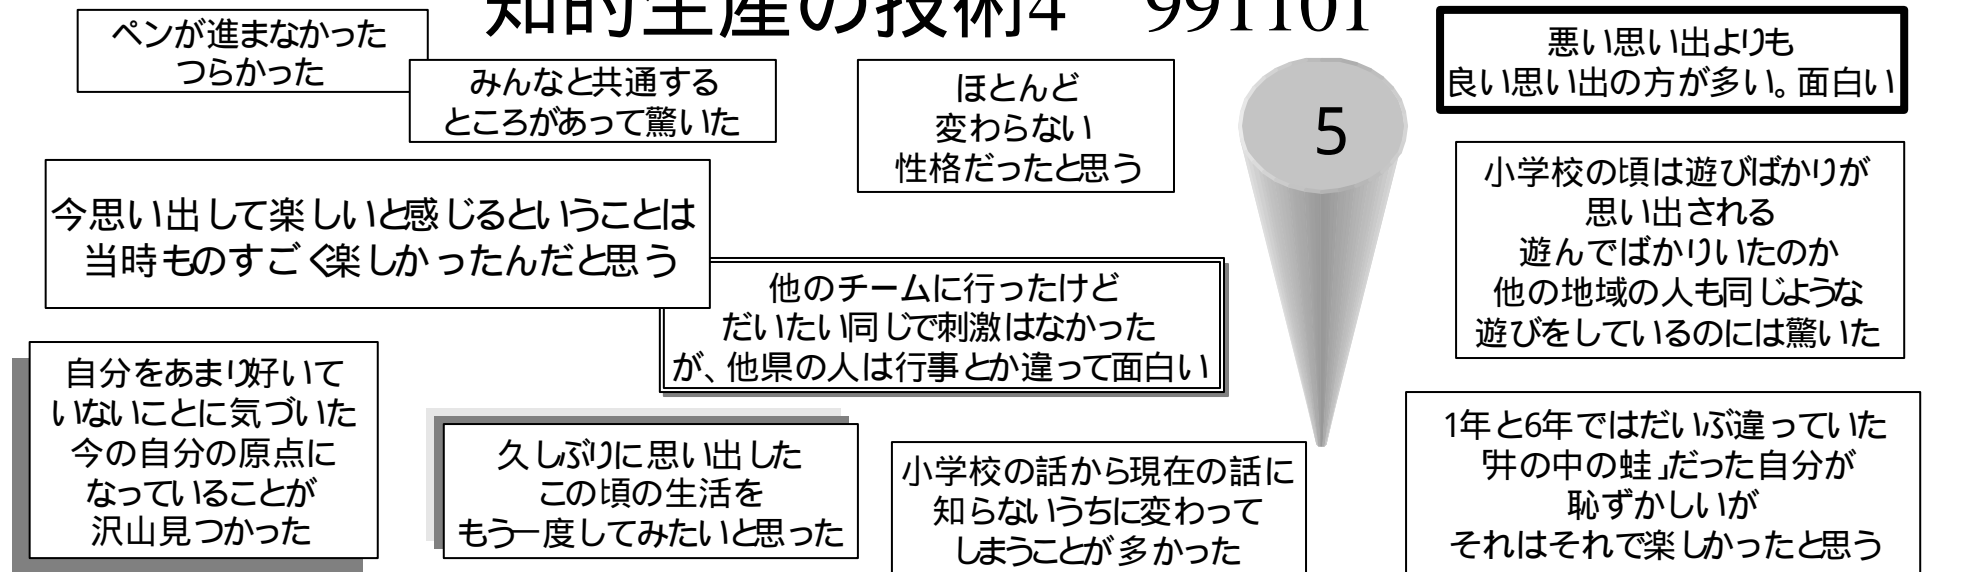 知的生産の技術4　991101
ペンが進まなかった
つらかった
みんなと共通する
ところがあって驚いた
ほとんど
変わらない
性格だったと思う
5
悪い思い出よりも
良い思い出の方が多い。面白い
今思い出して楽しいと感じるということは
当時ものすごく楽しかったんだと思う
小学校の頃は遊びばかりが
思い出される
遊んでばかりいたのか
他の地域の人も同じような
遊びをしているのには驚いた
他のチームに行ったけど
だいたい同じで刺激はなかった
が、他県の人は行事とか違って面白い
自分をあまり好いて
いないことに気づいた
今の自分の原点に
なっていることが
沢山見つかった
久しぶりに思い出した
この頃の生活を
もう一度してみたいと思った
小学校の話から現在の話に
知らないうちに変わって
しまうことが多かった
1年と6年ではだいぶ違っていた
「井の中の蛙」だった自分が
恥ずかしいが
それはそれで楽しかったと思う